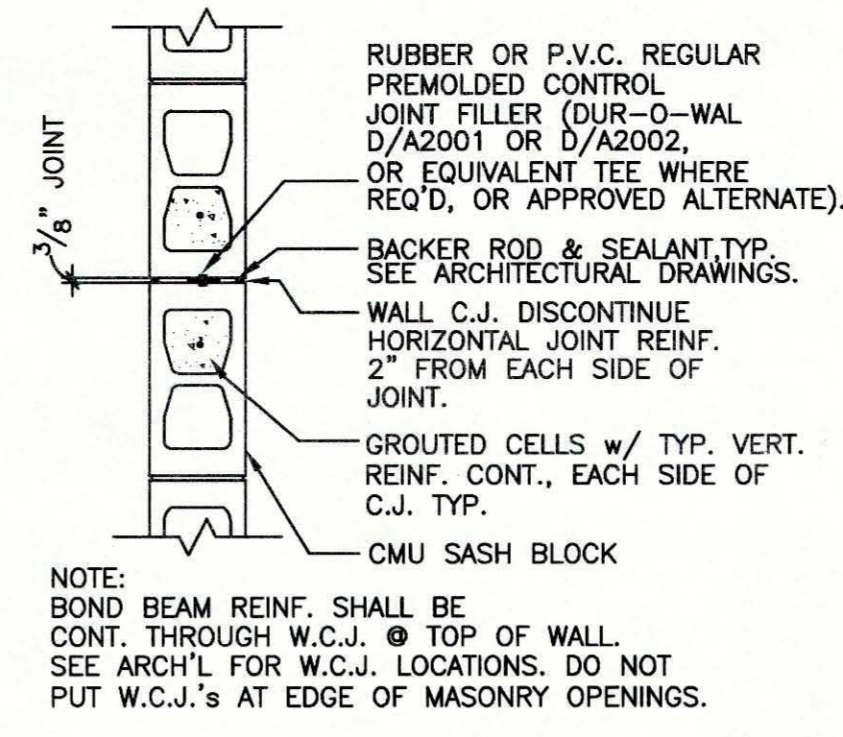 3/8" JOINT
RUBBER OR P.V.C. REGULAR
PREMOLDED CONTROL
JOINT FILLER (DUR-O-WAL
D/A2001 OR D/A2002,
OR EQUIVALENT TEE WHERE
REQ'D, OR APPROVED ALTERNATE).
BACKER ROD & SEALANT,TYP.
SEE ARCHITECTURAL DRAWINGS.
WALL C.J. DISCONTINUE
HORIZONTAL JOINT REINF.
2" FROM EACH SIDE OF
JOINT.
GROUTED CELLS w/ TYP. VERT.
REINF. CONT., EACH SIDE OF
C.J. TYP.
CMU SASH BLOCK
NOTE:
BOND BEAM REINF. SHALL BE
CONT. THROUGH W.C.J. @ TOP OF WALL.
SEE ARCH'L FOR W.C.J. LOCATIONS. DO NOT
PUT W.C.J.'s AT EDGE OF MASONRY OPENINGS.